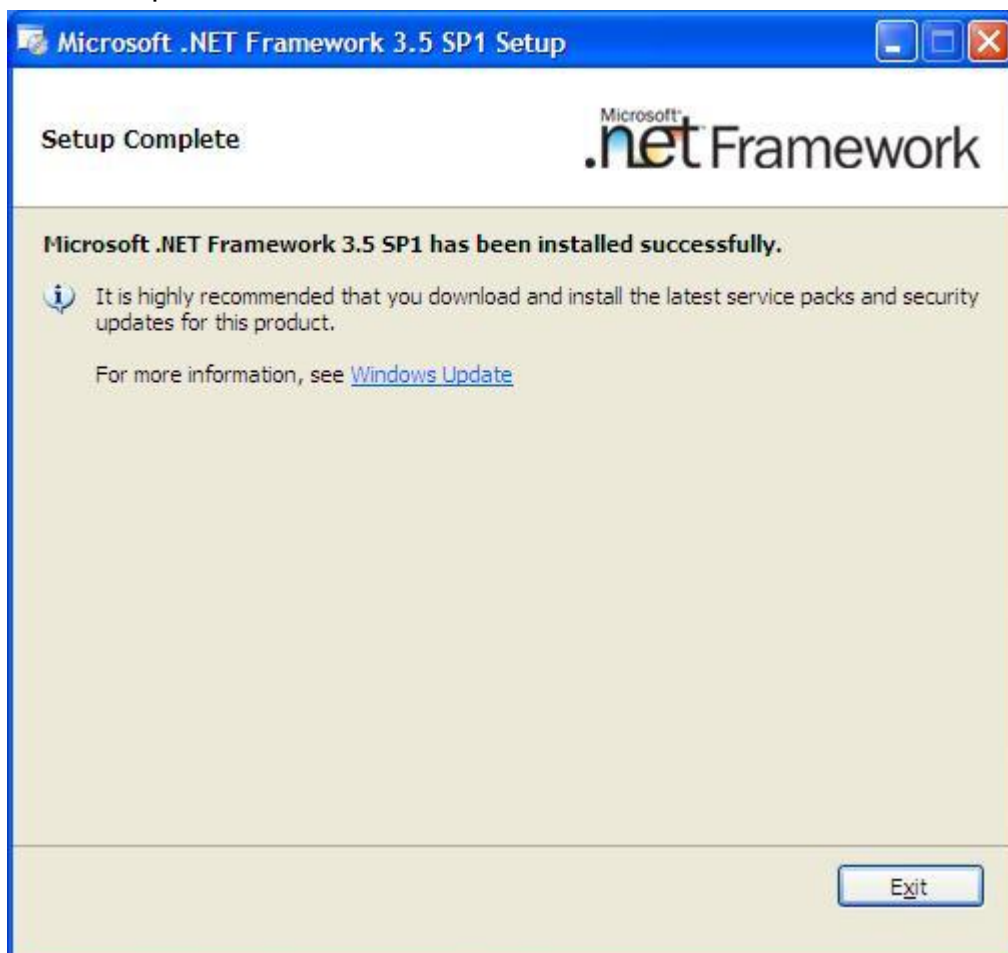 Microsoft .NET Framework 3.5 SP1 Setup
Setup Complete
Microsoft
.net Framework
Microsoft .NET Framework 3.5 SP1 has been installed successfully.
It is highly recommended that you download and install the latest service packs and security
updates for this product.
For more information, see Windows Update
Exit